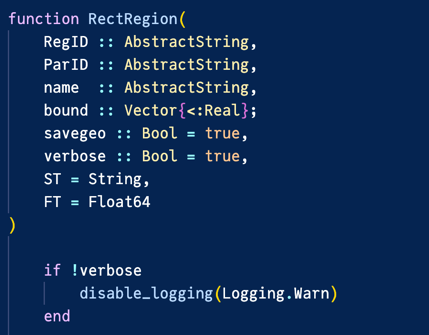 function RectRegion(
    RegID :: AbstractString,
    ParID :: AbstractString,
    name  :: AbstractString,
    bound :: Vector{<:Real};
    savegeo :: Bool = true,
    verbose :: Bool = true,
    ST = String,
    FT = Float64
)
    if !verbose
        disable_logging(Logging.Warn)
    end